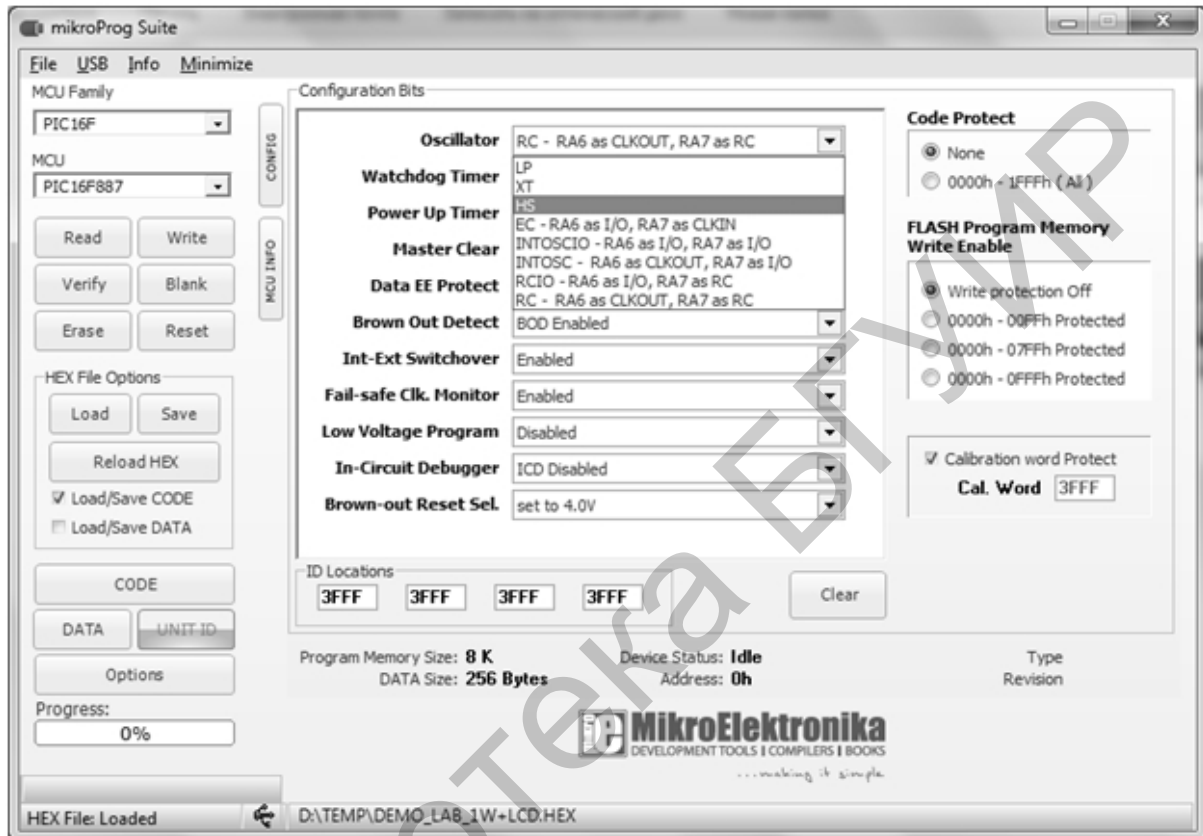 mikroProg Suite
File USB Info Minimize
MCU Family
PIC16F
MCU
PIC16F887
Read Write
Verify Blank
Erase Reset
HEX File Options
Load Save
Reload HEX
Load/Save CODE
Load/Save DATA
CODE
DATA UNIT ID
Options
Progress:
0%
CONFIG
MCU INFO
Configuration Bits
Oscillator RC - RA6 as CLKOUT, RA7 as RC
LP
XT
HS
EC - RA6 as I/O, RA7 as CLKIN
INTOSCIO - RA6 as I/O, RA7 as I/O
INTOSC - RA6 as CLKOUT, RA7 as I/O
RCIO - RA6 as I/O, RA7 as RC
RC - RA6 as CLKOUT, RA7 as RC
Watchdog Timer
Power Up Timer
Master Clear
Data EE Protect
Brown Out Detect BOD Enabled
Int-Ext Switchover Enabled
Fail-safe Clk. Monitor Enabled
Low Voltage Program Disabled
In-Circuit Debugger ICD Disabled
Brown-out Reset Sel. set to 4.0V
Code Protect
None
0000h - 1FFFh ( All )
FLASH Program Memory
Write Enable
Write protection Off
0000h - 00FFh Protected
0000h - 07FFh Protected
0000h - 0FFFh Protected
Calibration word Protect
Cal. Word 3FFF
ID Locations
3FFF 3FFF 3FFF 3FFF
Clear
Program Memory Size: 8 K Device Status: Idle Type
DATA Size: 256 Bytes Address: 0h Revision
MikroElektronika
DEVELOPMENT TOOLS | COMPILERS | BOOKS
...making it simple
HEX File: Loaded D:\TEMP\DEMO_LAB_1W+LCD.HEX
отека БГУИР